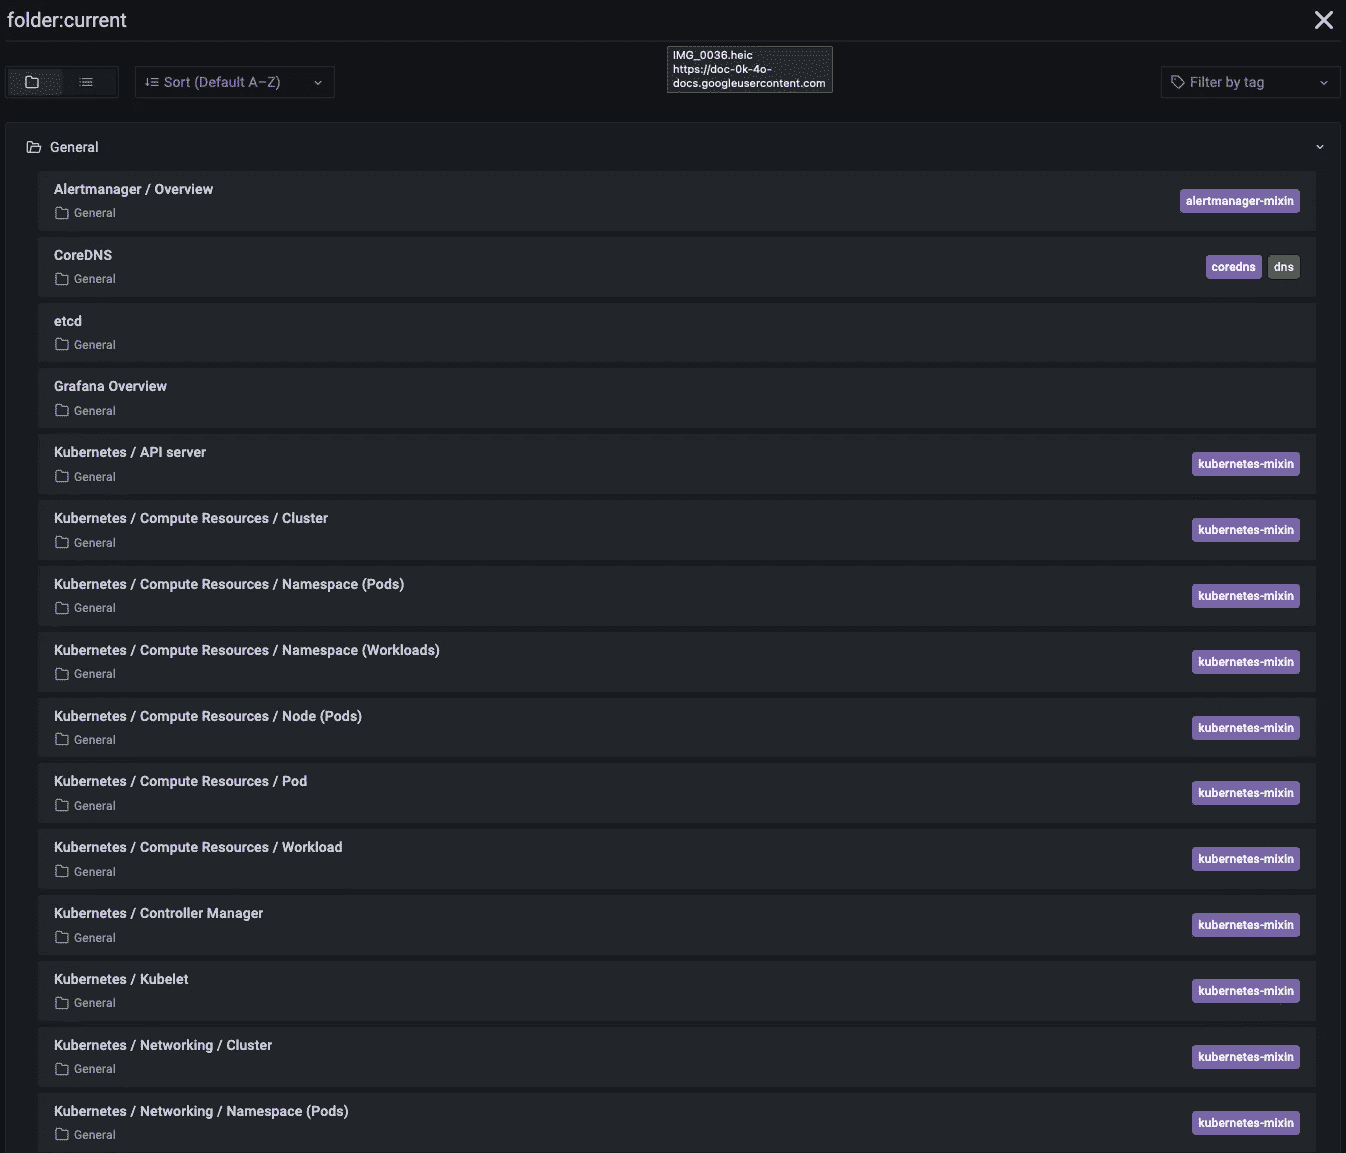 folder:current
IMG_0036.heic
https://doc-0k-4o-
docs.googleusercontent.com
Sort (Default A–Z)
Filter by tag
General
Alertmanager / Overview
General
alertmanager-mixin
CoreDNS
General
coredns
dns
etcd
General
Grafana Overview
General
Kubernetes / API server
General
kubernetes-mixin
Kubernetes / Compute Resources / Cluster
General
kubernetes-mixin
Kubernetes / Compute Resources / Namespace (Pods)
General
kubernetes-mixin
Kubernetes / Compute Resources / Namespace (Workloads)
General
kubernetes-mixin
Kubernetes / Compute Resources / Node (Pods)
General
kubernetes-mixin
Kubernetes / Compute Resources / Pod
General
kubernetes-mixin
Kubernetes / Compute Resources / Workload
General
kubernetes-mixin
Kubernetes / Controller Manager
General
kubernetes-mixin
Kubernetes / Kubelet
General
kubernetes-mixin
Kubernetes / Networking / Cluster
General
kubernetes-mixin
Kubernetes / Networking / Namespace (Pods)
General
kubernetes-mixin